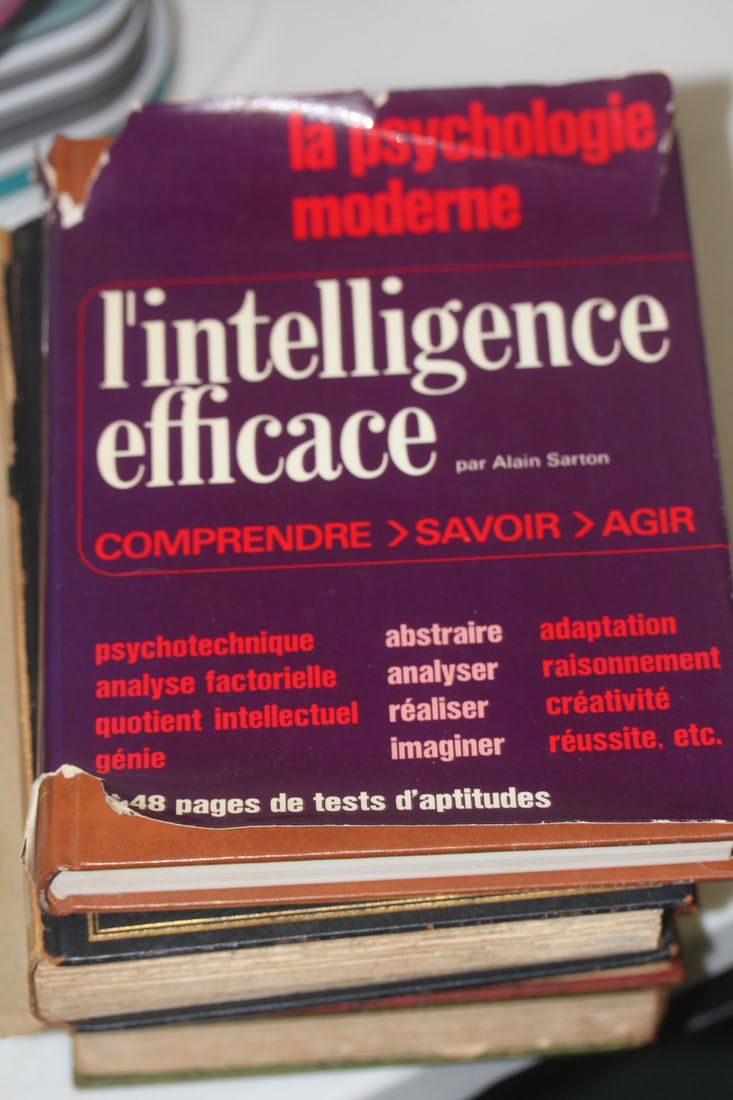 la psychologie
moderne
l'intelligence
efficace
par Alain Sarton
COMPRENDRE > SAVOIR > AGIR
psychotechnique
analyse factorielle
quotient intellectuel
génie
abstraire
analyser
réaliser
imaginer
adaptation
raisonnement
créativité
réussite, etc.
48 pages de tests d'aptitudes